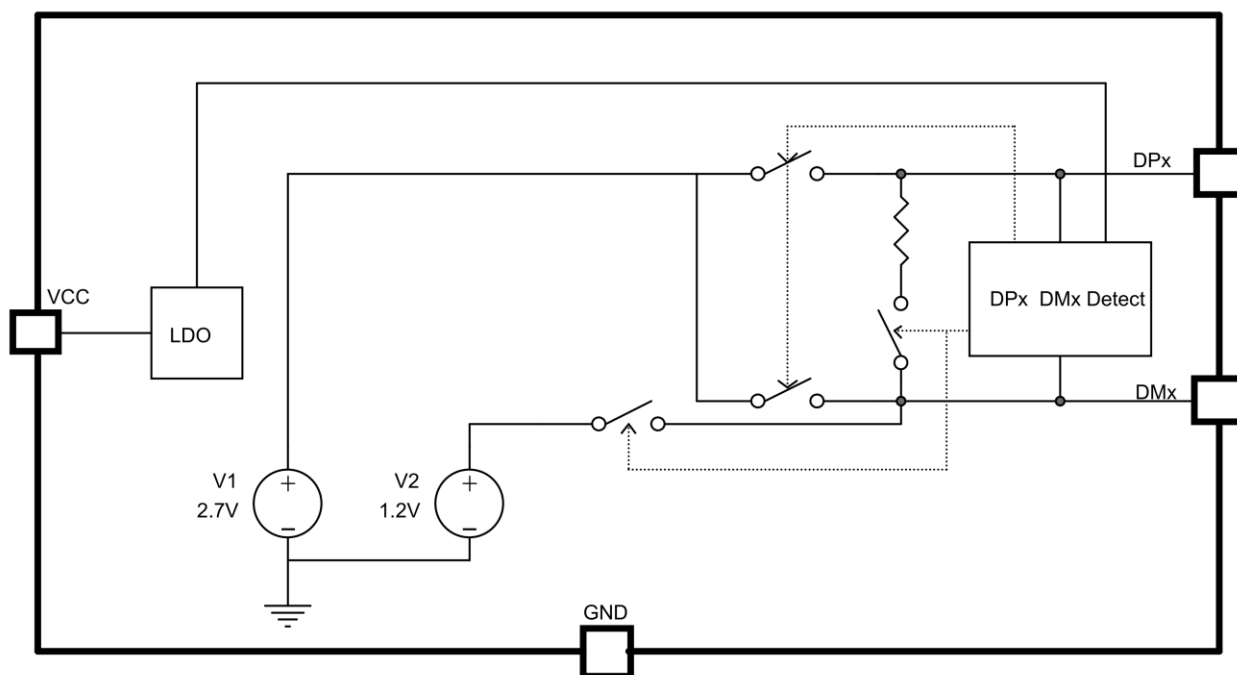 DPx
VCC
LDO
DPx DMx Detect
DMx
V1
2.7V
+
−
V2
1.2V
+
−
GND